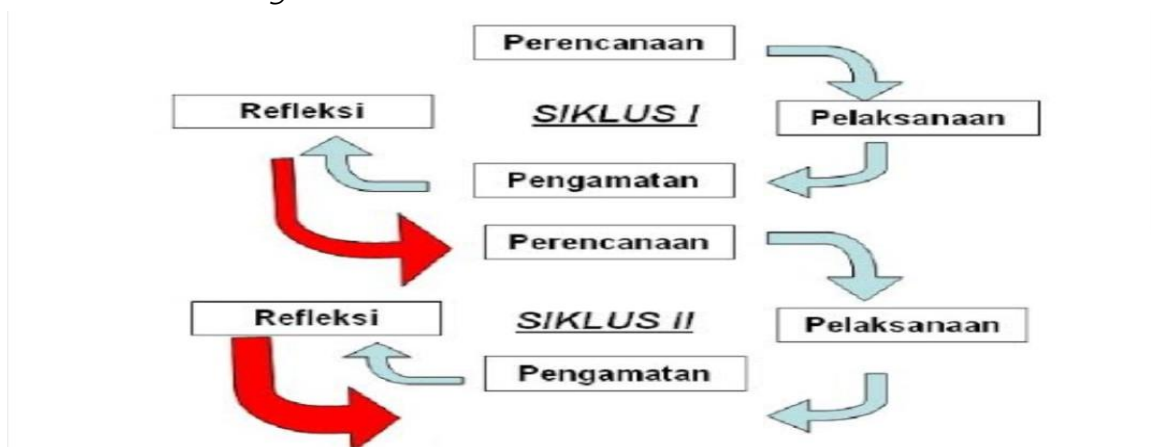 Perencanaan
Refleksi
SIKLUS I
Pelaksanaan
Pengamatan
Perencanaan
Refleksi
SIKLUS II
Pelaksanaan
Pengamatan